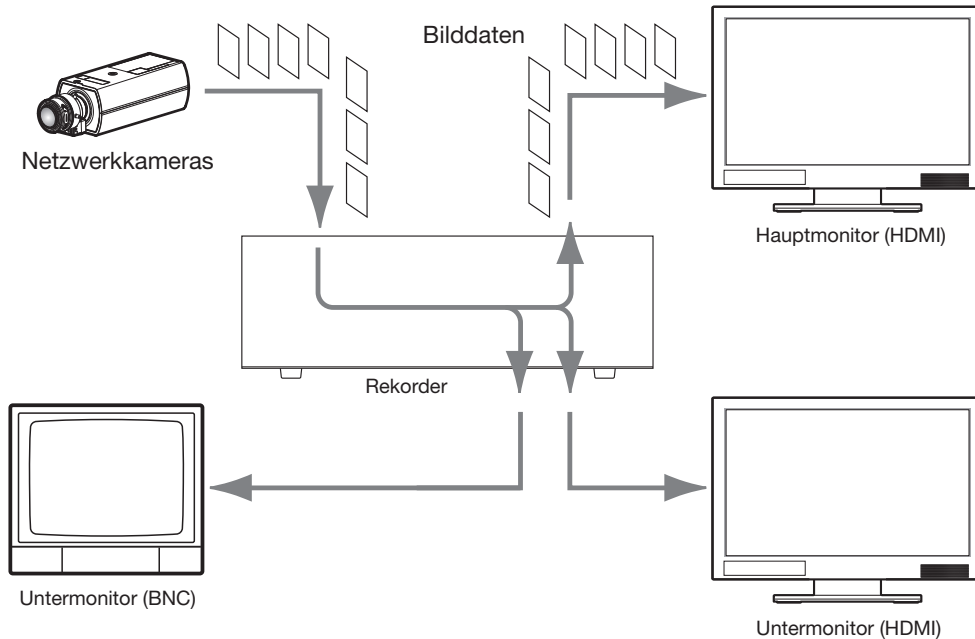 Bilddaten
Netzwerkkameras
Hauptmonitor (HDMI)
Rekorder
Untermonitor (BNC)
Untermonitor (HDMI)